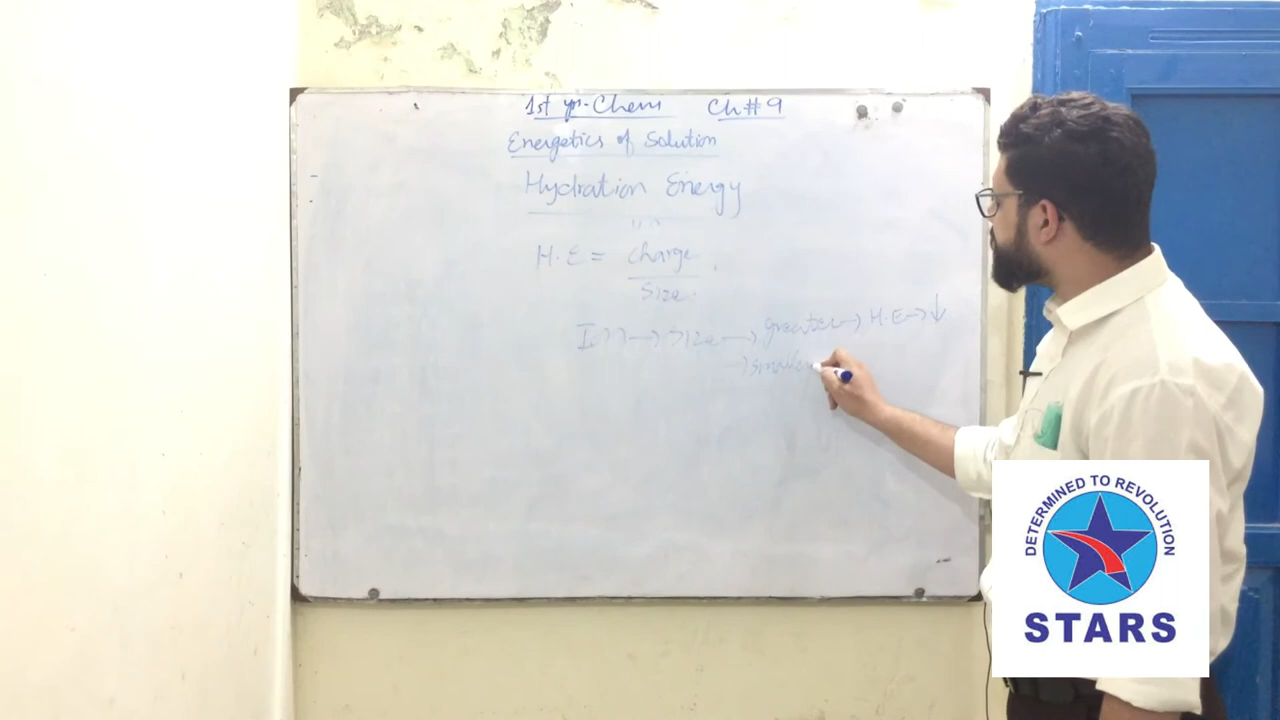 1st yr-Chem Ch# 9
Energetics of Solution
Hydration Energy
H.E = Charge
Size.
→ Size → greater → H.E → ↓
→ smaller
DETERMINED TO REVOLUTION
STARS